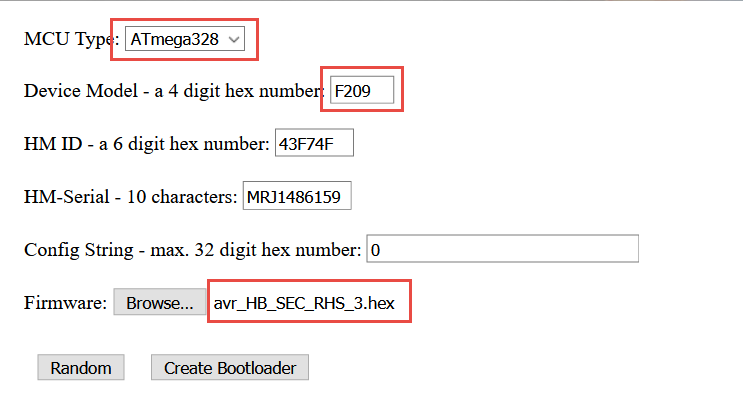 MCU Type: ATmega328
Device Model - a 4 digit hex number: F209
HM ID - a 6 digit hex number: 43F74F
HM-Serial - 10 characters: MRJ1486159
Config String - max. 32 digit hex number: 0
Firmware: Browse... avr_HB_SEC_RHS_3.hex
Random Create Bootloader